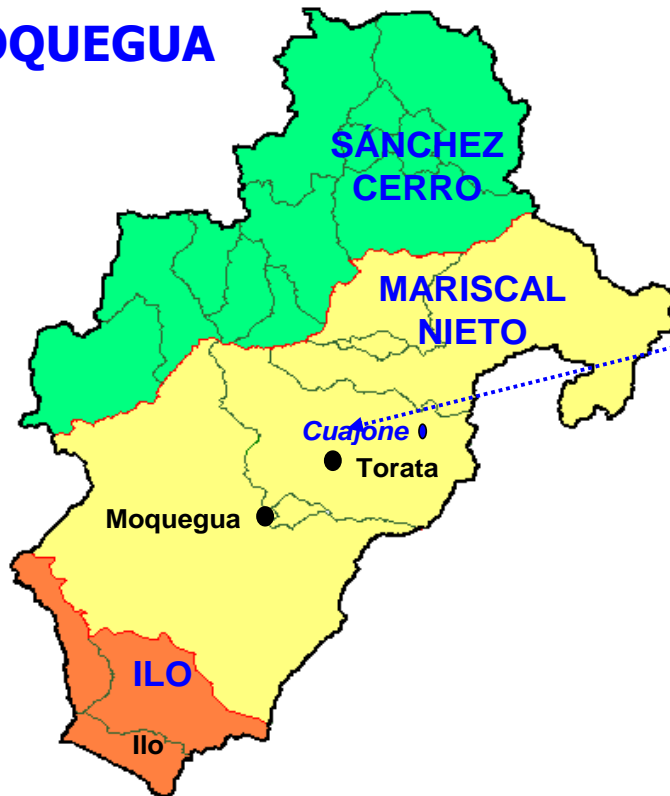 OQUEGUA
SÁNCHEZ
CERRO
MARISCAL
NIETO
Cuajone
Torata
Moquegua
ILO
Ilo